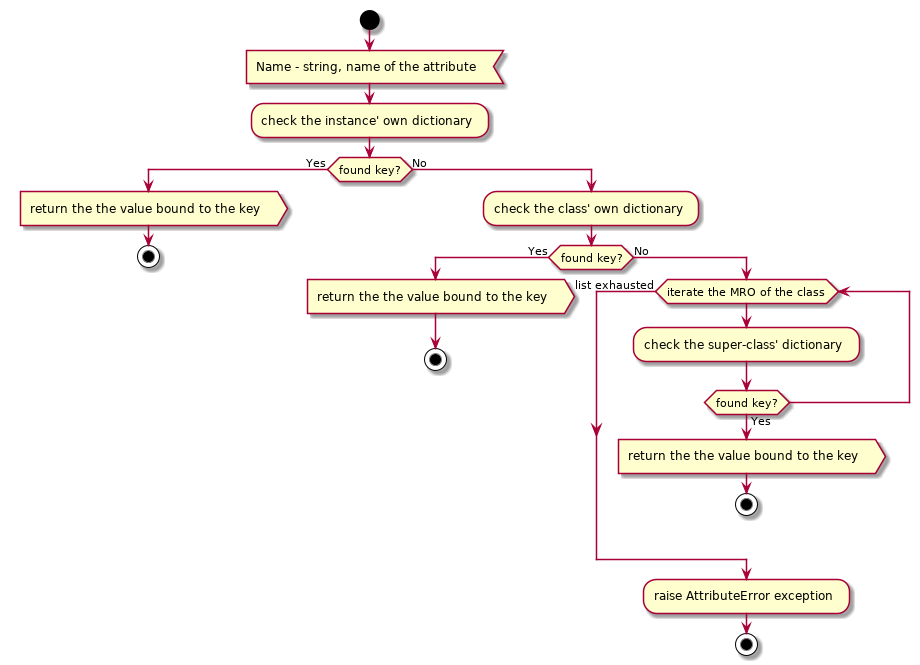 Name - string, name of the attribute
check the instance' own dictionary
Yes
found key?
No
return the the value bound to the key
check the class' own dictionary
Yes
found key?
No
return the the value bound to the key
list exhausted
iterate the MRO of the class
check the super-class' dictionary
found key?
Yes
return the the value bound to the key
raise AttributeError exception